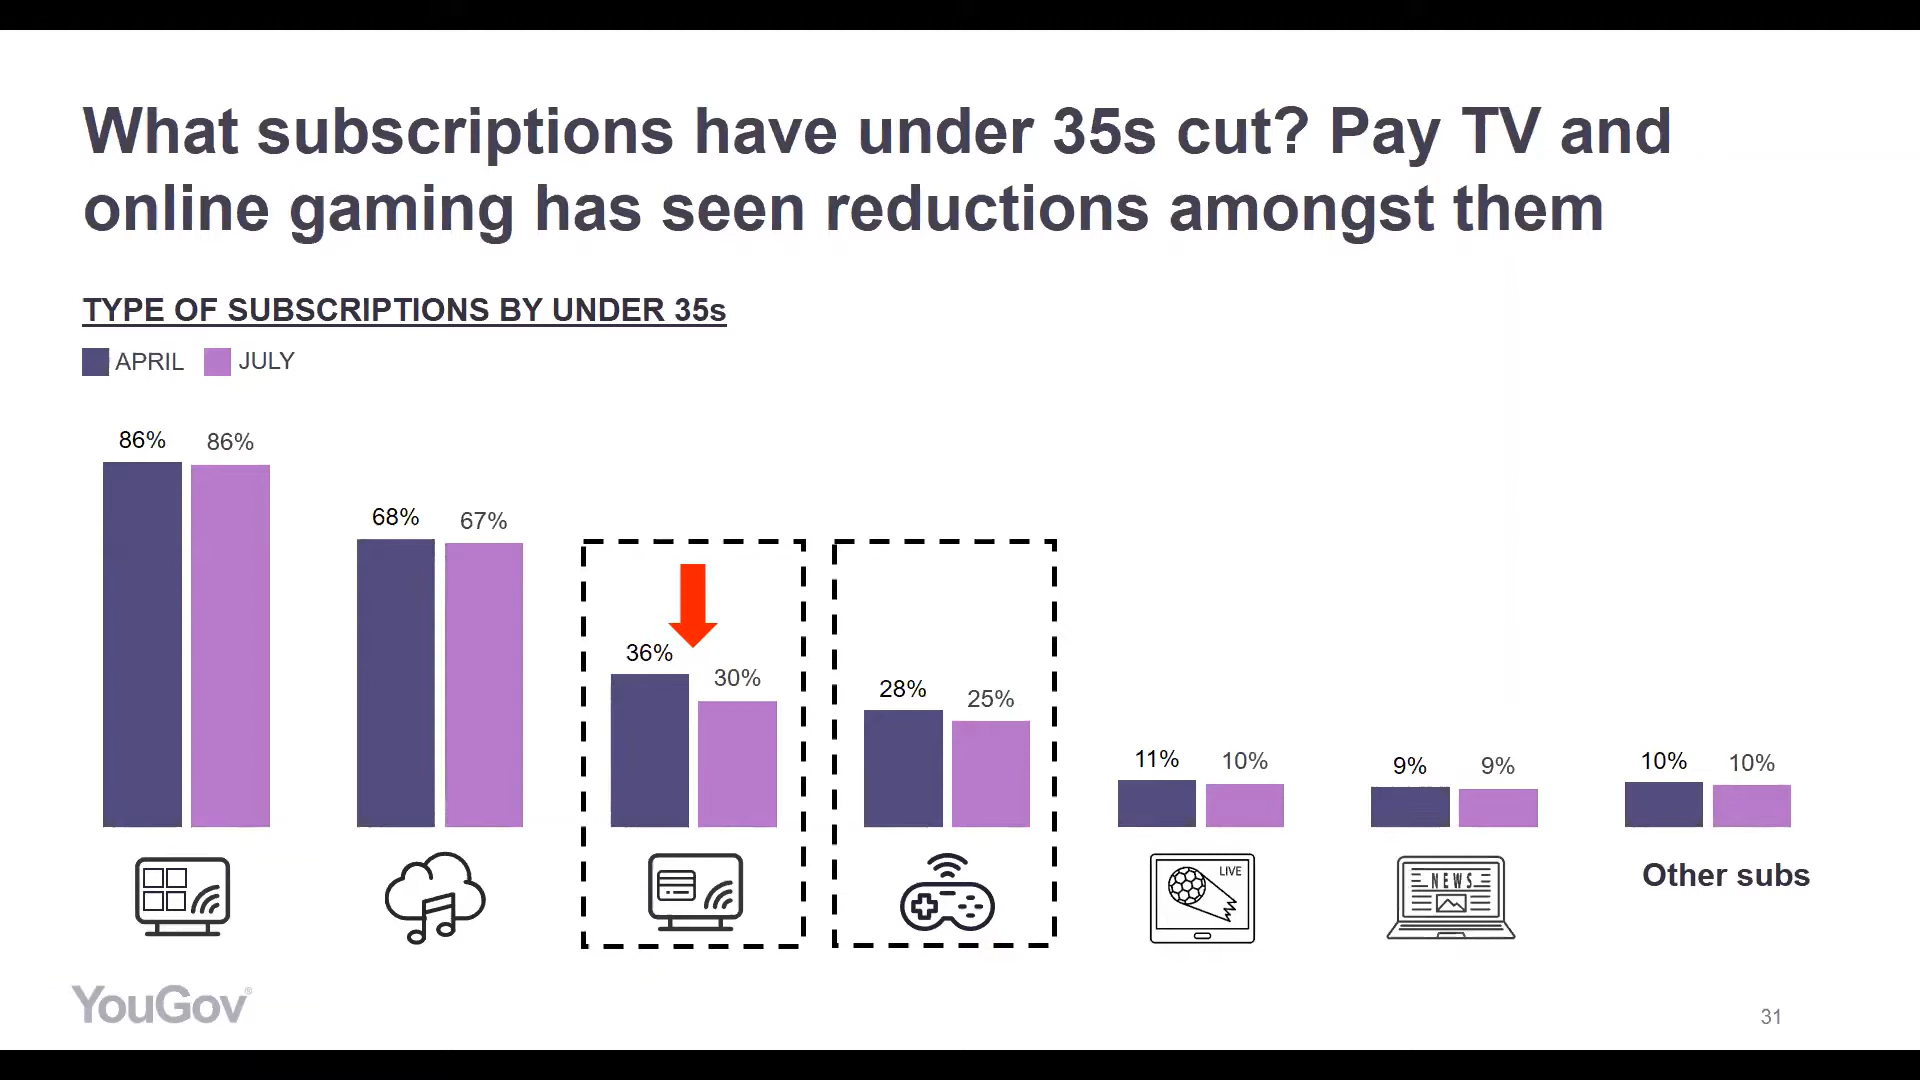 What subscriptions have under 35s cut? Pay TV and
online gaming has seen reductions amongst them
TYPE OF SUBSCRIPTIONS BY UNDER 35s
APRIL JULY
86% 86%
68% 67%
36% 30%
28% 25%
11% 10%
9% 9%
10% 10%
LIVE
NEWS
Other subs
YouGov®
31